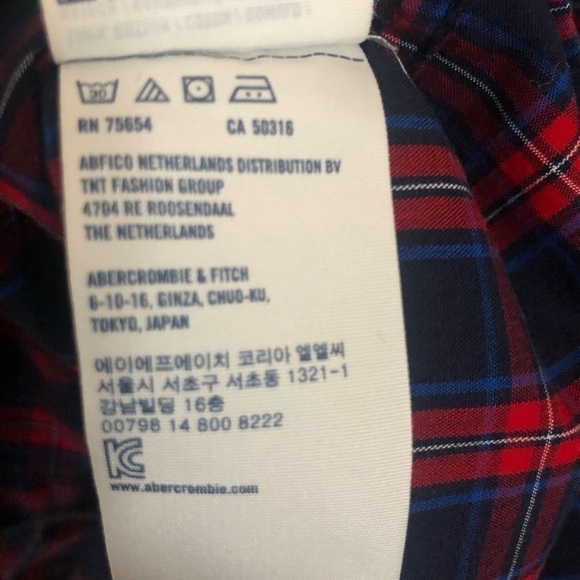 30
RN 75654 CA 50316
ABFICO NETHERLANDS DISTRIBUTION BV
TNT FASHION GROUP
4704 RE ROOSENDAAL
THE NETHERLANDS
ABERCROMBIE & FITCH
6-10-16, GINZA, CHUO-KU,
TOKYO, JAPAN
에이에프에이치 코리아 엘엘씨
서울시 서초구 서초동 1321-1
강남빌딩 16층
00798 14 800 8222
KC
www.abercrombie.com